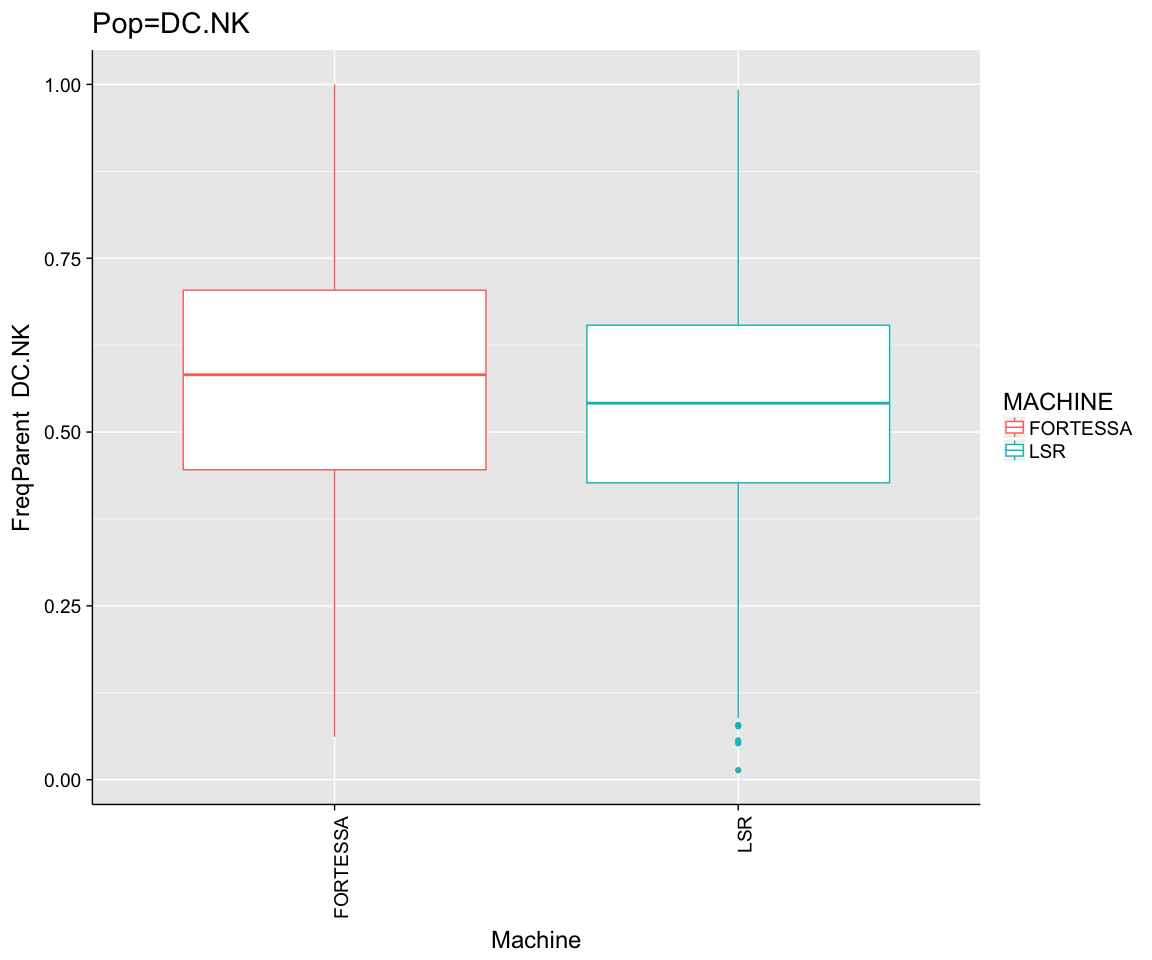 Pop=DC.NK
1.00
0.75
0.50
0.25
0.00
FreqParent DC.NK
FORTESSA
LSR
Machine
MACHINE
FORTESSA
LSR